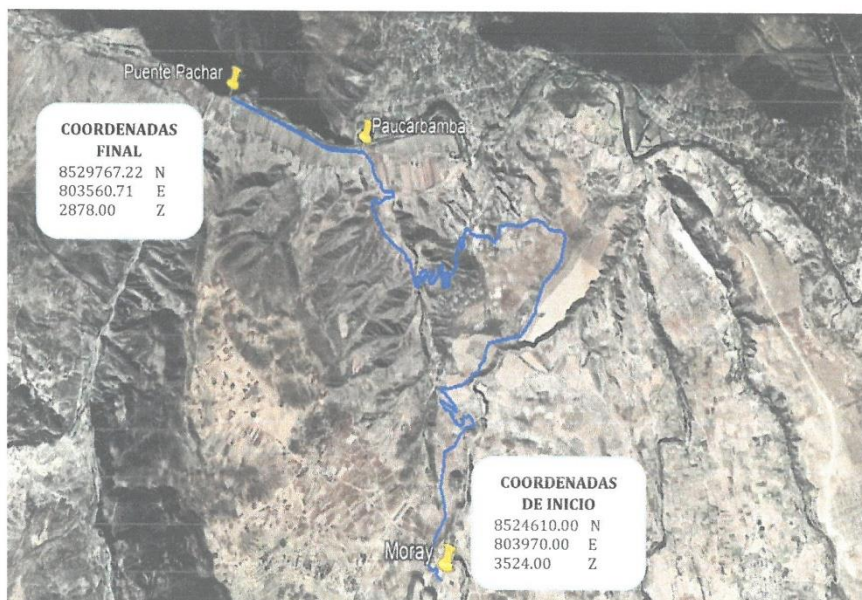 Puente Pachar
Paucarbamba
COORDENADAS
FINAL
8529767.22 N
803560.71 E
2878.00 Z
COORDENADAS
DE INICIO
8524610.00 N
803970.00 E
3524.00 Z
Moray